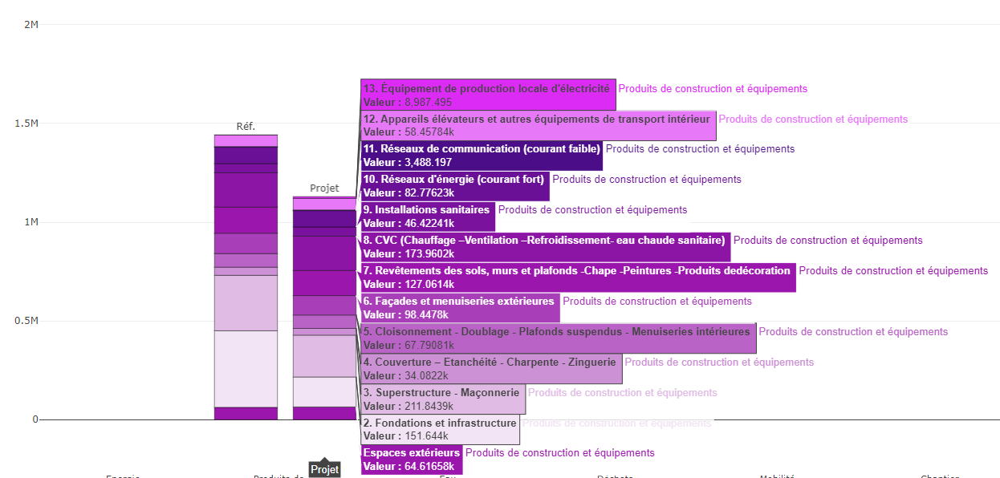 2M
13. Équipement de production locale d'électricité Produits de construction et équipements
Valeur : 8,987.495
12. Appareils élévateurs et autres équipements de transport intérieur Produits de construction et équipements
Valeur : 58.45784k
1.5M
Réf.
11. Réseaux de communication (courant faible) Produits de construction et équipements
Valeur : 3,488.197
10. Réseaux d'énergie (courant fort) Produits de construction et équipements
Valeur : 82.77623k
Projet
9. Installations sanitaires Produits de construction et équipements
Valeur : 46.42241k
1M
8. CVC (Chauffage –Ventilation –Refroidissement- eau chaude sanitaire) Produits de construction et équipements
Valeur : 173.9602k
7. Revêtements des sols, murs et plafonds -Chape -Peintures -Produits dedécoration Produits de construction et équipements
Valeur : 127.0614k
6. Façades et menuiseries extérieures Produits de construction et équipements
Valeur : 98.4478k
0.5M
5. Cloisonnement - Doublage - Plafonds suspendus - Menuiseries intérieures Produits de construction et équipements
Valeur : 67.79081k
4. Couverture – Etanchéité - Charpente - Zinguerie Produits de construction et équipements
Valeur : 34.0822k
3. Superstructure - Maçonnerie Produits de construction et équipements
Valeur : 211.8439k
0
2. Fondations et infrastructure Produits de construction et équipements
Valeur : 151.644k
Espaces extérieurs Produits de construction et équipements
Valeur : 64.61658k
Projet
Energie Produits de Eau Déchets Mobilité Chantier